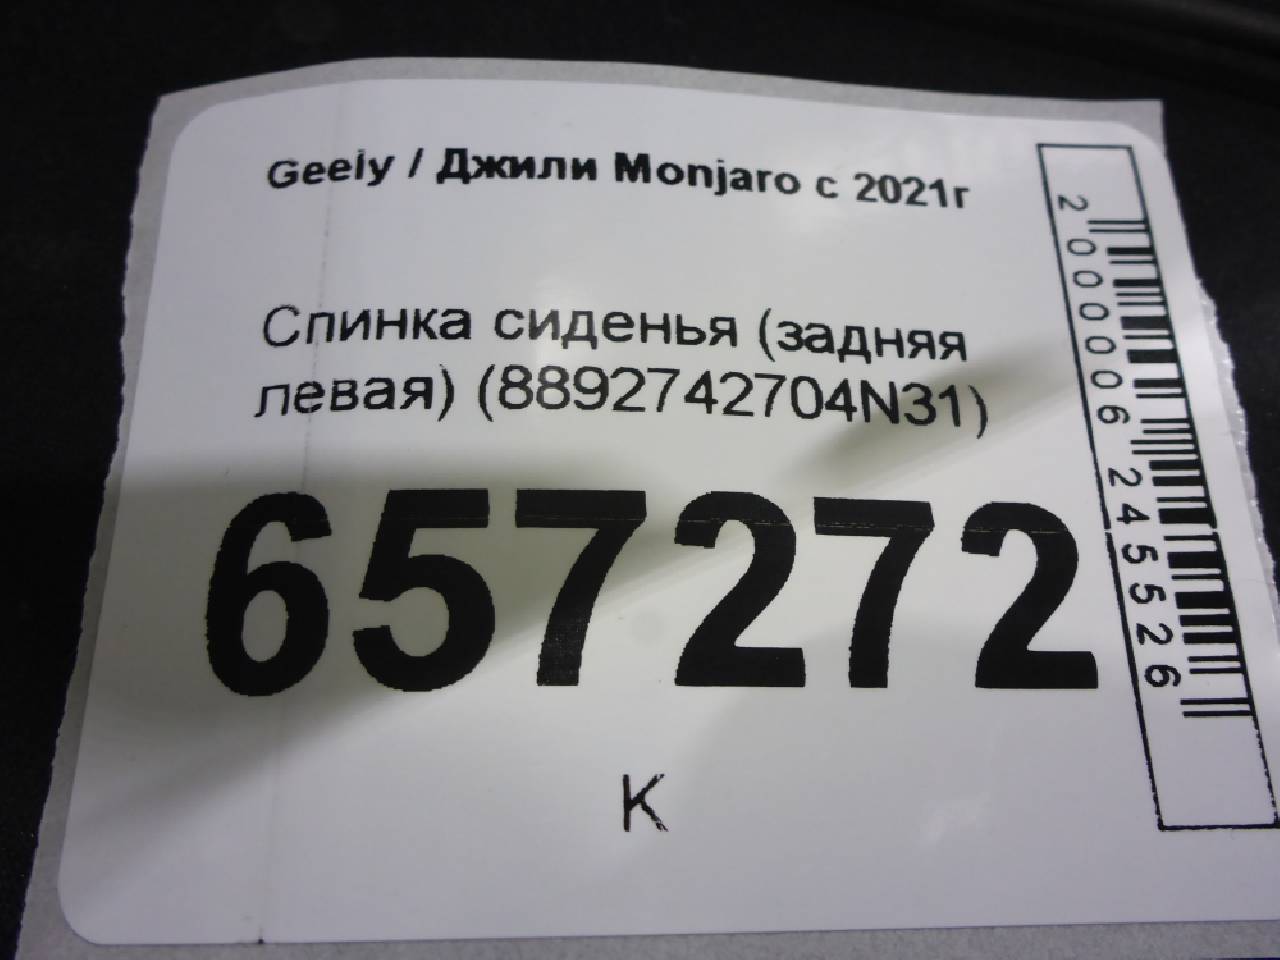 Geely / Джили Monjaro с 2021г
Спинка сиденья (задняя
левая) (8892742704N31)
657272
К
2000006245526